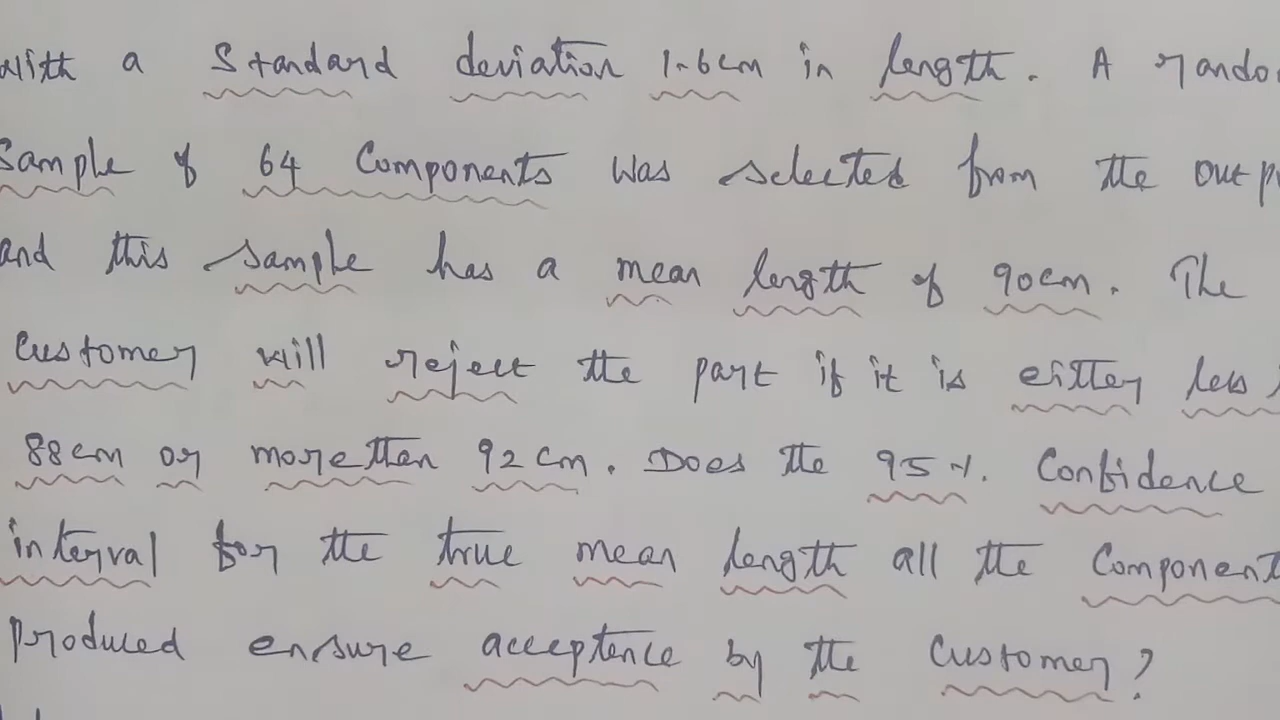 with a standard deviation 1.6cm in length. A rando
sample of 64 Components was selected from the outp
and this sample has a mean length of 90cm. The
customer will reject the part if it is either less
88cm or more then 92cm. Does the 95%. Confidence
interval for the true mean length all the Component
produced ensure acceptence by the customer?